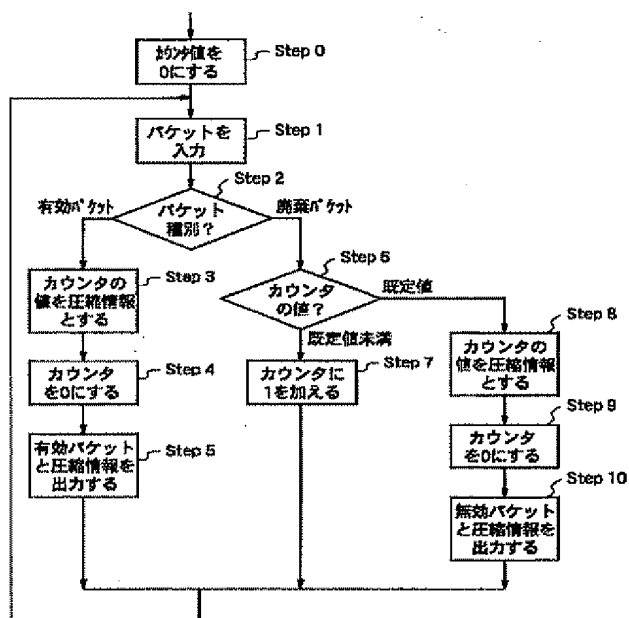 カウンタ値を
0にする
Step 0
パケットを
入力
Step 1
Step 2
有効パケット
パケット
種別?
廃棄パケット
Step 6
カウンタの
値を圧縮情報
とする
Step 3
カウンタ
の値?
既定値
Step 8
既定値未満
カウンタの
値を圧縮情報
とする
カウンタ
を0にする
Step 4
カウンタに
1を加える
Step 7
Step 9
カウンタ
を0にする
有効パケット
と圧縮情報を
出力する
Step 5
Step 10
無効パケット
と圧縮情報を
出力する